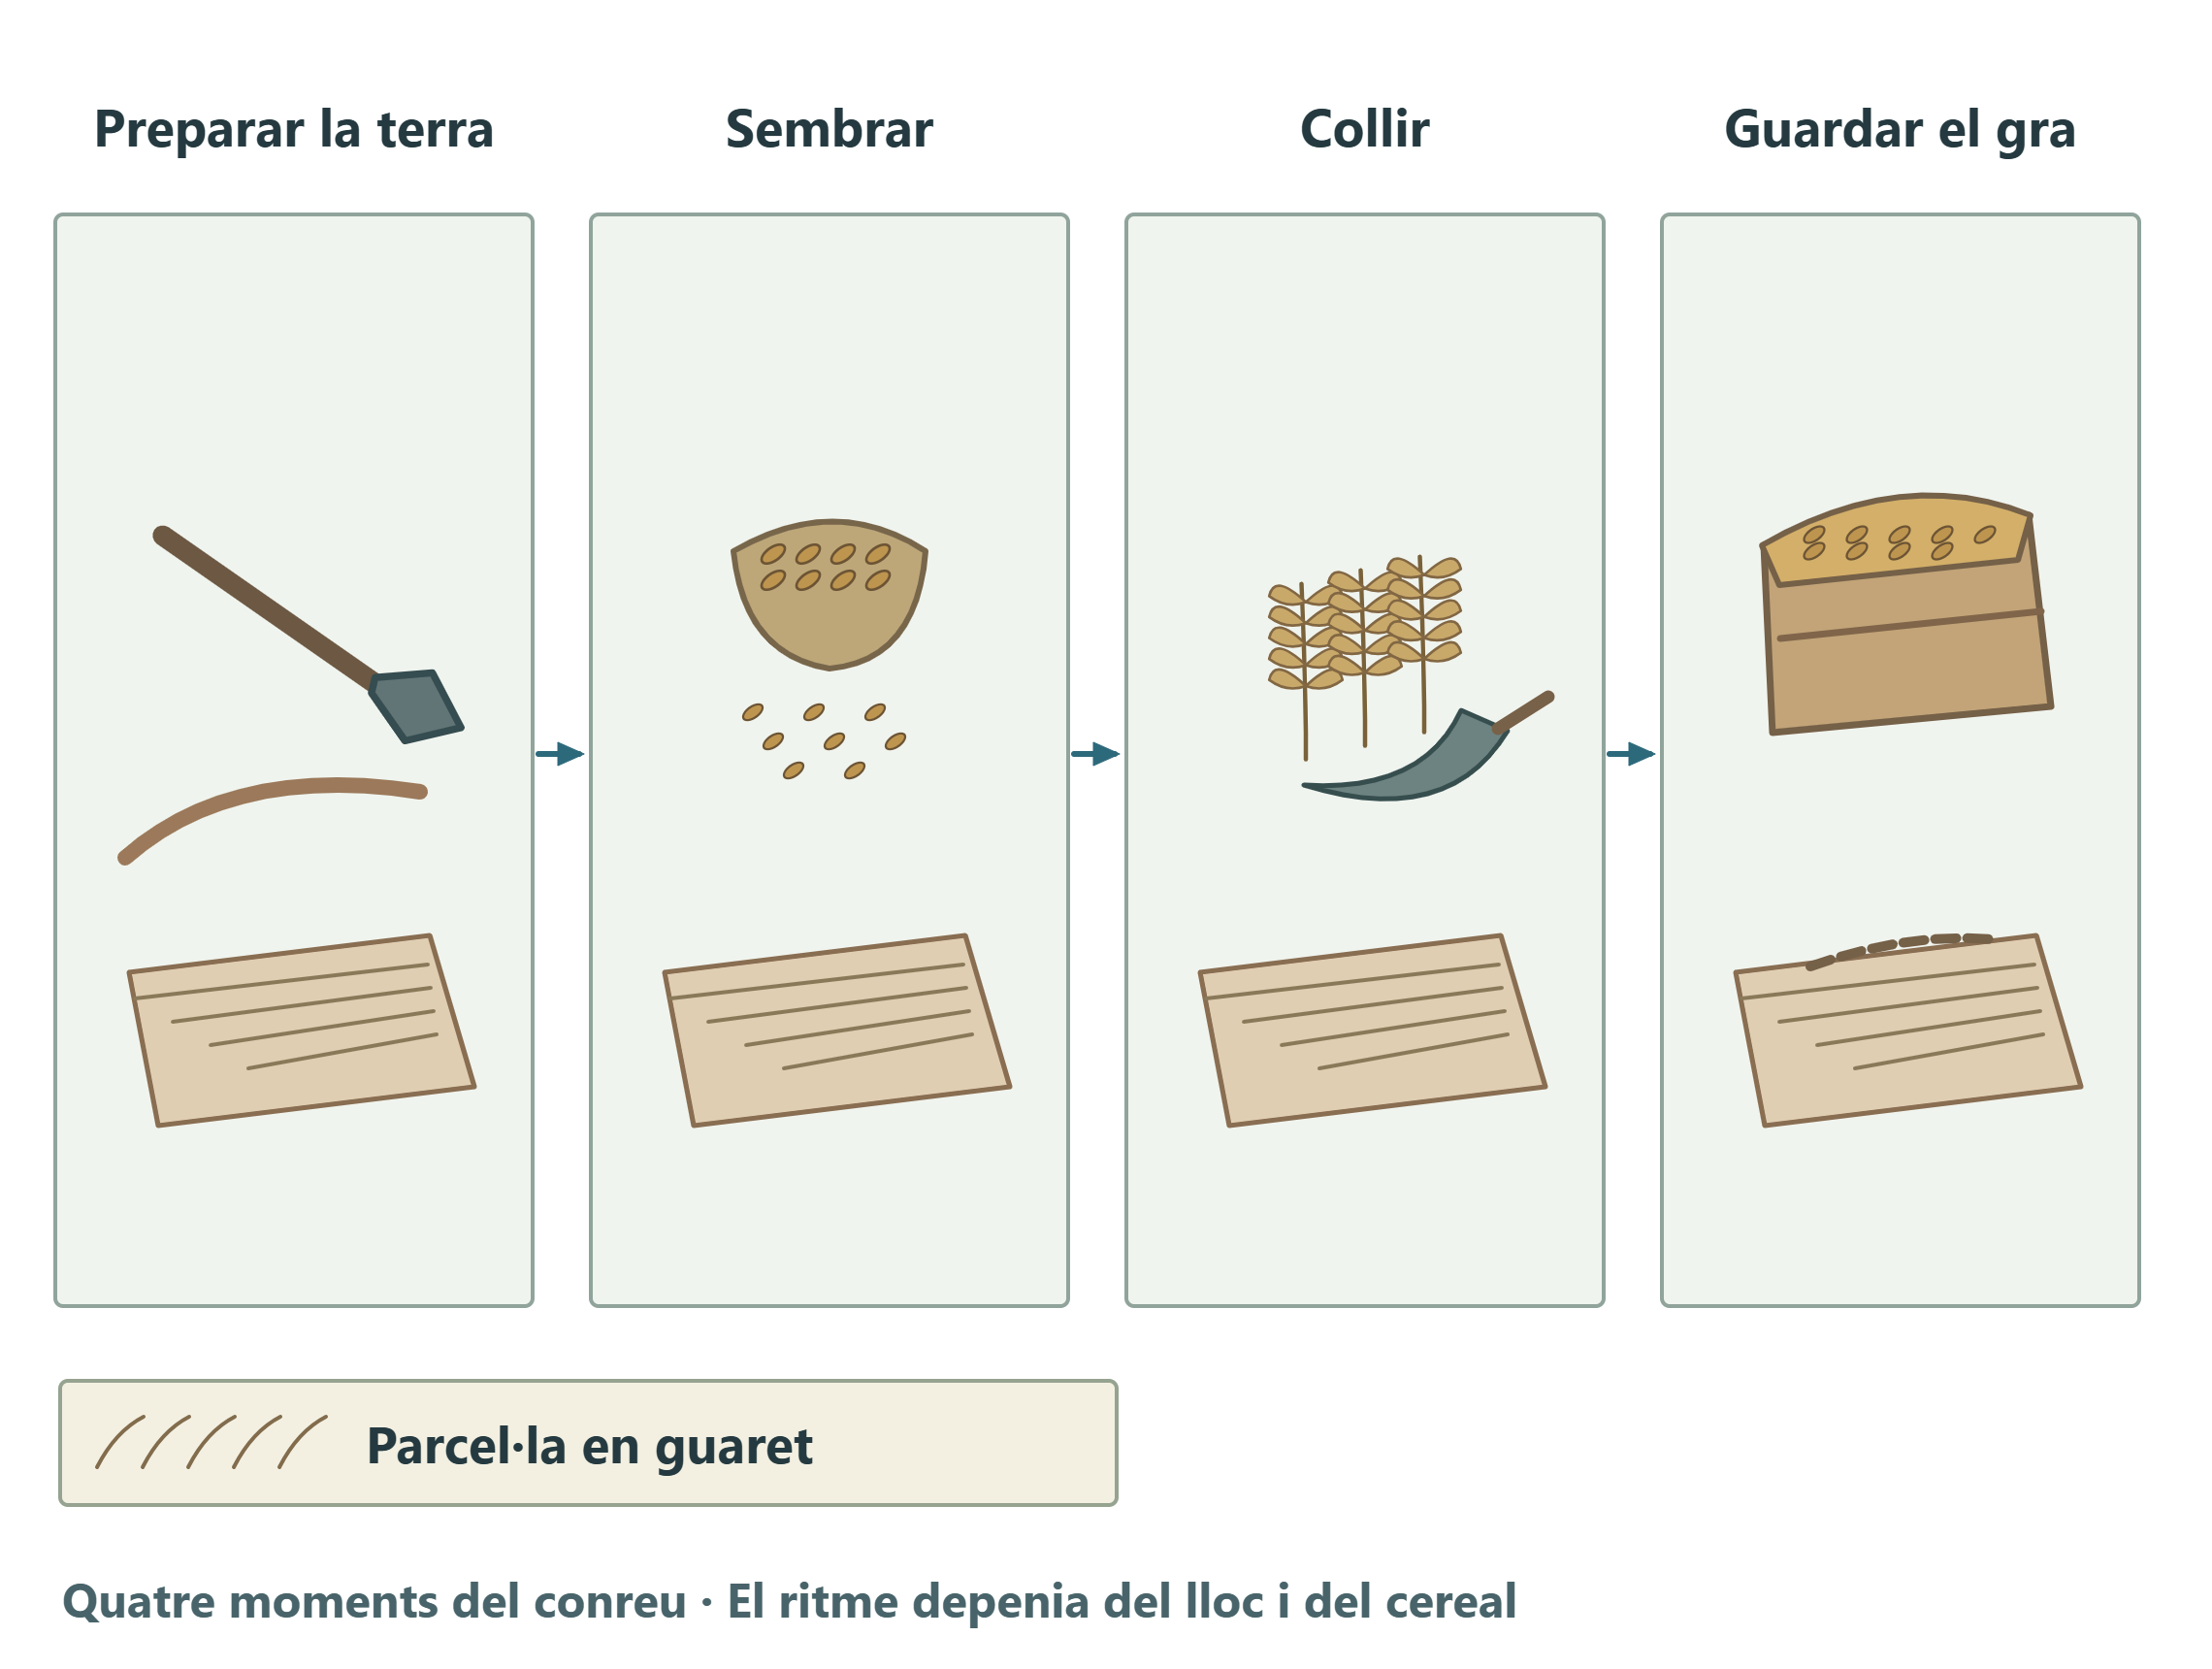 Preparar la terra
Sembrar
Collir
Guardar el gra
Parcel·la en guaret
Quatre moments del conreu · El ritme depenia del lloc i del cereal